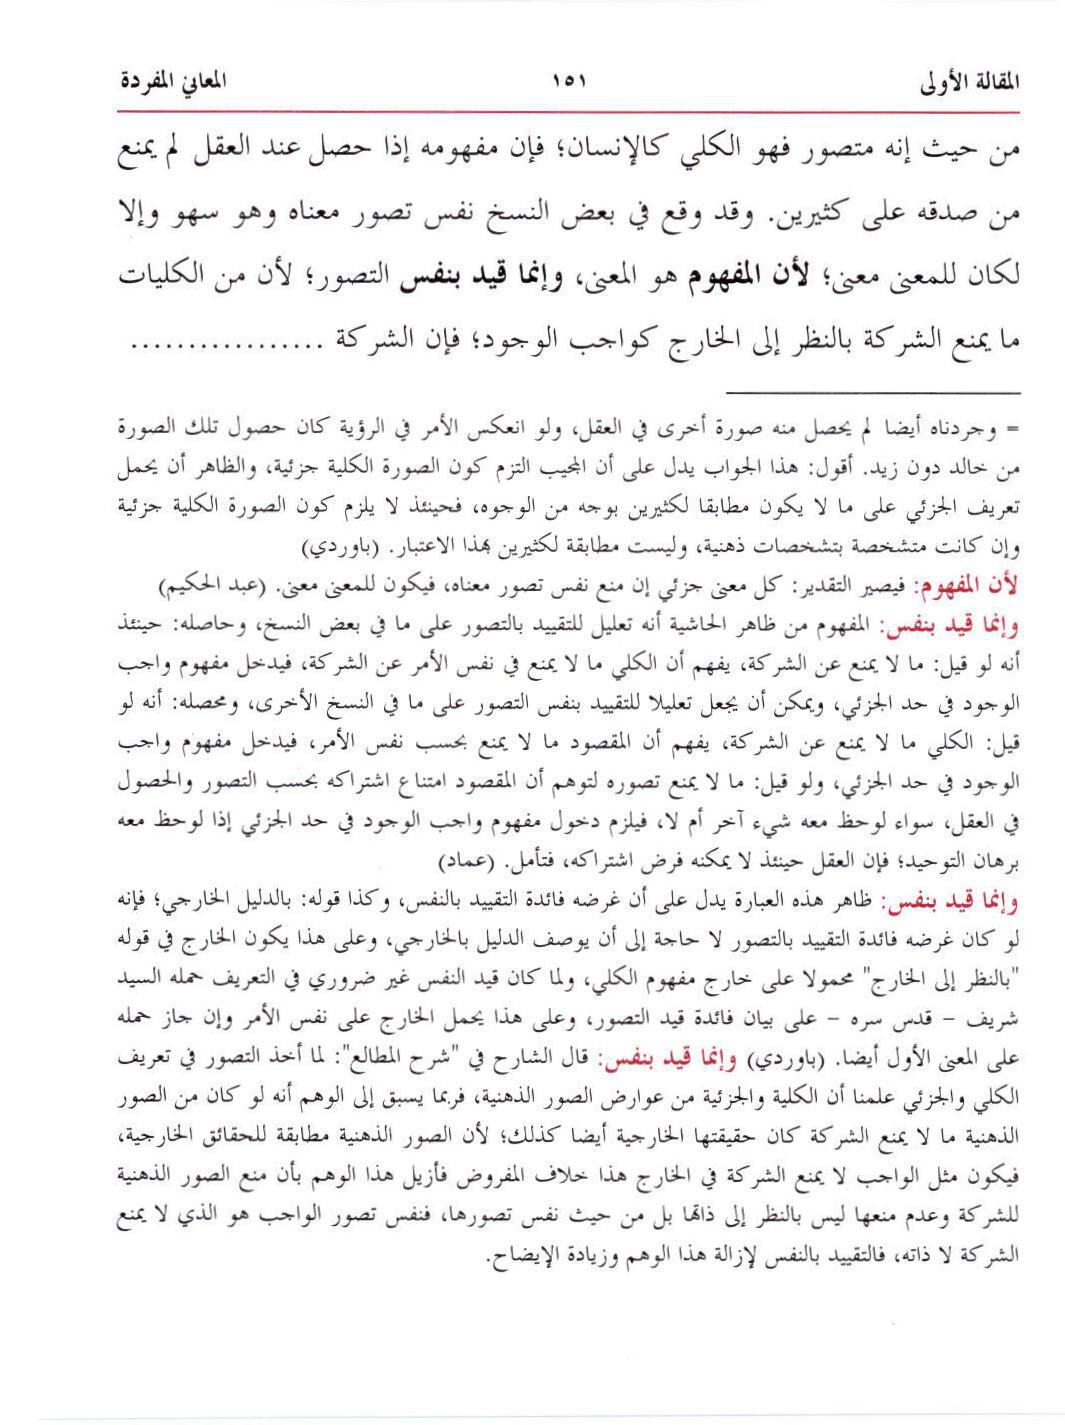 المقالة الأولى ١٥١ المعاني المفردة
من حيث إنه متصور فهو الكلي كالإنسان؛ فإن مفهومه إذا حصل عند العقل لم يمنع
من صدقه على كثيرين. وقد وقع في بعض النسخ نفس تصور معناه وهو سهو وإلا
لكان للمعنى معنى؛ لأن المفهوم هو المعنى، وإنما قيد بنفس التصور؛ لأن من الكليات
ما يمنع الشركة بالنظر إلى الخارج كواجب الوجود؛ فإن الشركة .................
= وجردناه أيضا لم يحصل منه صورة أخرى في العقل، ولو انعكس الأمر في الرؤية كان حصول تلك الصورة
من خالد دون زيد. أقول: هذا الجواب يدل على أن المجيب التزم كون الصورة الكلية جزئية، والظاهر أن يحمل
تعريف الجزئي على ما لا يكون مطابقا لكثيرين بوجه من الوجوه، فحينئذ لا يلزم كون الصورة الكلية جزئية
وإن كانت متشخصة بتشخصات ذهنية، وليست مطابقة لكثيرين بهذا الاعتبار. (باوردي)
لأن المفهوم: فيصير التقدير: كل معنى جزئي إن منع نفس تصور معناه، فيكون للمعنى معنى. (عبد الحكيم)
وإنما قيد بنفس: المفهوم من ظاهر الحاشية أنه تعليل للتقييد بالتصور على ما في بعض النسخ، وحاصله: حينئذ
أنه لو قيل: ما لا يمنع عن الشركة، يفهم أن الكلي ما لا يمنع في نفس الأمر عن الشركة، فيدخل مفهوم واجب
الوجود في حد الجزئي، ويمكن أن يجعل تعليلا للتقييد بنفس التصور على ما في النسخ الأخرى، ومحصله: أنه لو
قيل: الكلي ما لا يمنع عن الشركة، يفهم أن المقصود ما لا يمنع بحسب نفس الأمر، فيدخل مفهوم واجب
الوجود في حد الجزئي، ولو قيل: ما لا يمنع تصوره لتوهم أن المقصود امتناع اشتراكه بحسب التصور والحصول
في العقل، سواء لوحظ معه شيء آخر أم لا، فيلزم دخول مفهوم واجب الوجود في حد الجزئي إذا لوحظ معه
برهان التوحيد؛ فإن العقل حينئذ لا يمكنه فرض اشتراكه، فتأمل. (عماد)
وإنما قيد بنفس: ظاهر هذه العبارة يدل على أن غرضه فائدة التقييد بالنفس، وكذا قوله: بالدليل الخارجي؛ فإنه
لو كان غرضه فائدة التقييد بالتصور لا حاجة إلى أن يوصف الدليل بالخارجي، وعلى هذا يكون الخارج في قوله
"بالنظر إلى الخارج" محمولا على خارج مفهوم الكلي، ولما كان قيد النفس غير ضروري في التعريف حمله السيد
شريف - قدس سره - على بيان فائدة قيد التصور، وعلى هذا يحمل الخارج على نفس الأمر وإن جاز حمله
على المعنى الأول أيضا. (باوردي) وإنما قيد بنفس: قال الشارح في "شرح المطالع": لما أخذ التصور في تعريف
الكلي والجزئي علمنا أن الكلية والجزئية من عوارض الصور الذهنية، فربما يسبق إلى الوهم أنه لو كان من الصور
الذهنية ما لا يمنع الشركة كان حقيقتها الخارجية أيضا كذلك؛ لأن الصور الذهنية مطابقة للحقائق الخارجية،
فيكون مثل الواجب لا يمنع الشركة في الخارج هذا خلاف المفروض فأزيل هذا الوهم بأن منع الصور الذهنية
للشركة وعدم منعها ليس بالنظر إلى ذاتها بل من حيث نفس تصورها، فنفس تصور الواجب هو الذي لا يمنع
الشركة لا ذاته، فالتقييد بالنفس لإزالة هذا الوهم وزيادة الإيضاح.